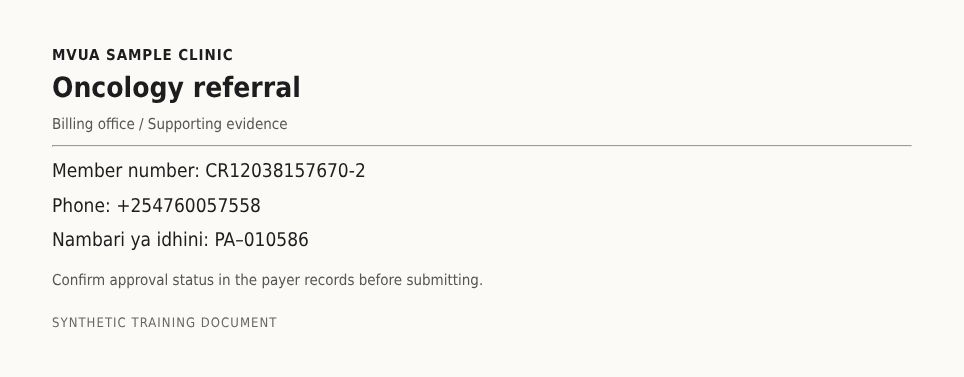 MVUA SAMPLE CLINIC
Oncology referral
Billing office / Supporting evidence
Member number: CR12038157670-2
Phone: +254760057558
Nambari ya idhini: PA–010586
Confirm approval status in the payer records before submitting.
SYNTHETIC TRAINING DOCUMENT